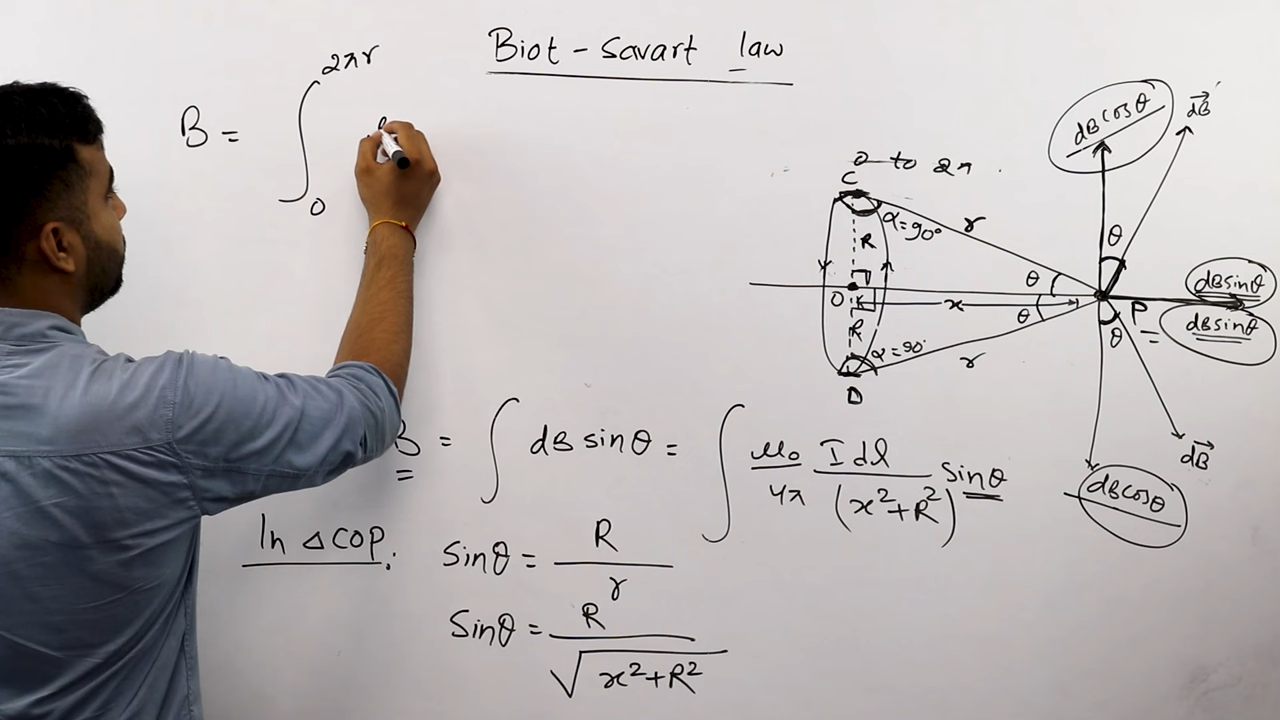 Biot - Savart law
B = ∫₀^2πr
dB cosθ
dB⃗
0 to 2π
C
α = 90°
r
R
θ
θ
O
x
θ
P
dB sinθ
dB sinθ
R
α = 90°
r
θ
D
dB⃗
dB cosθ
B = ∫ dB sinθ = ∫ μ₀/4π I dl/(x²+R²) sinθ
In △ COP.
sinθ = R/r
sinθ = R/√x²+R²